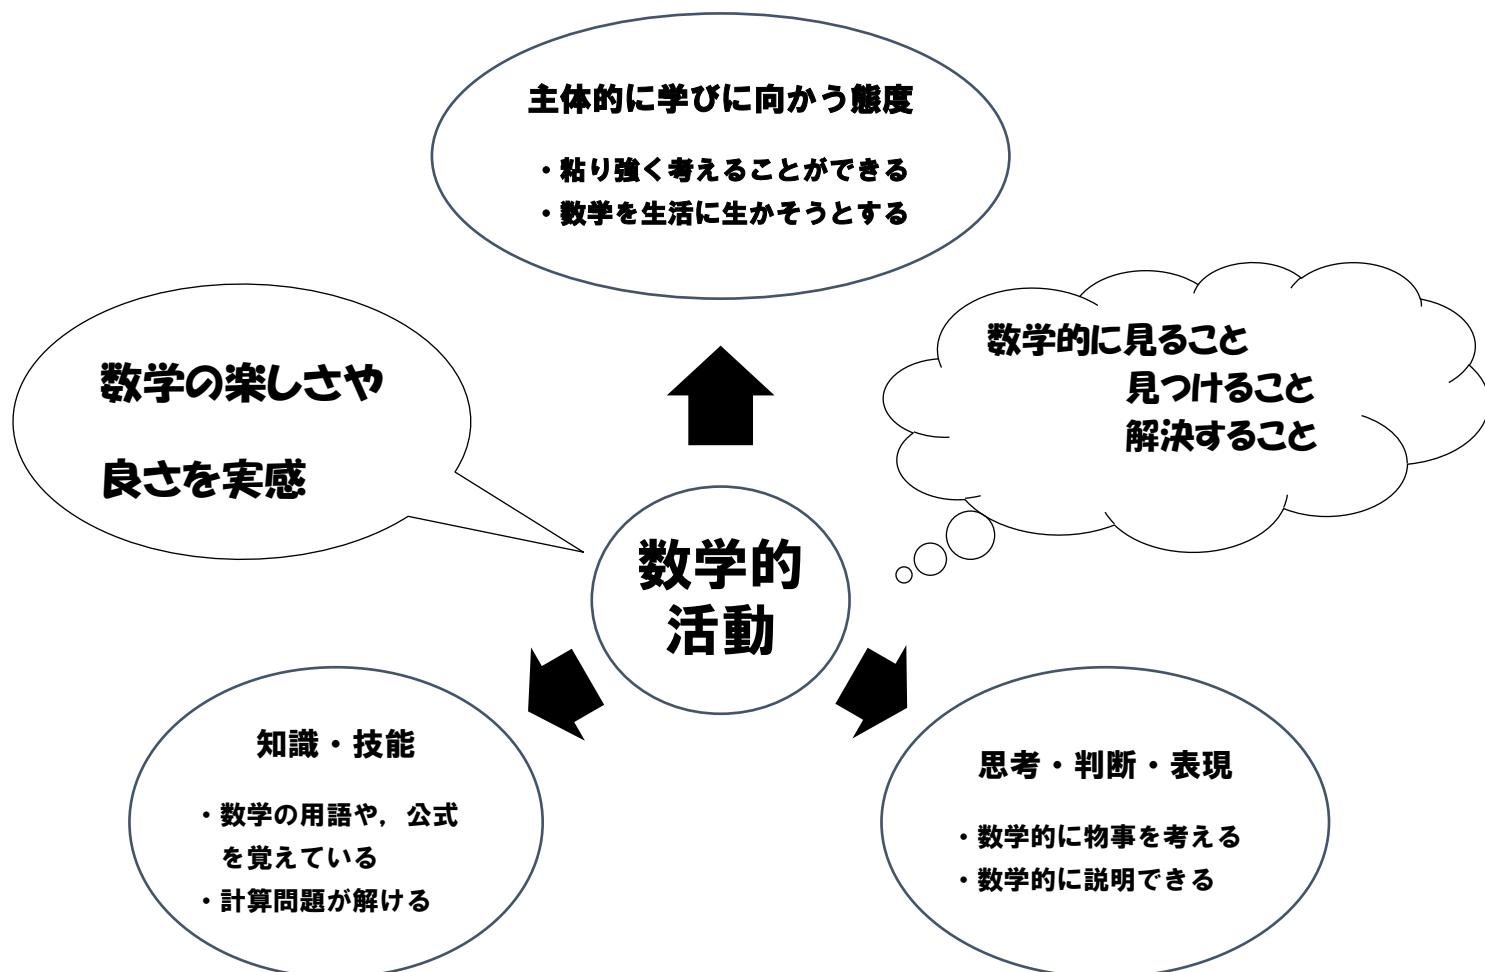 主体的に学びに向かう態度
・粘り強く考えることができる
・数学を生活に生かそうとする
数学の楽しさや
良さを実感
数学的に見ること
見つけること
解決すること
数学的
活動
知識・技能
・数学の用語や，公式
を覚えている
・計算問題が解ける
思考・判断・表現
・数学的に物事を考える
・数学的に説明できる